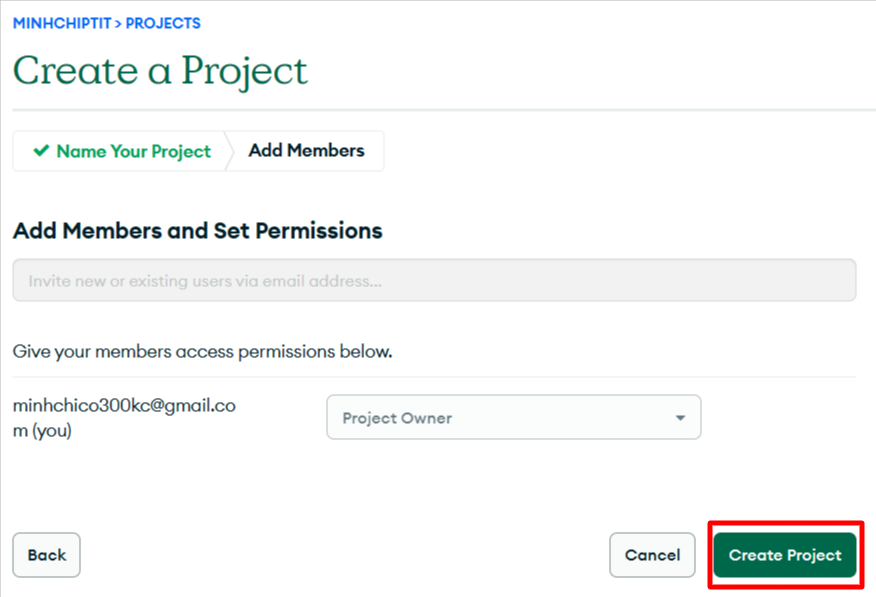 MINHCHIPTIT > PROJECTS
Create a Project
Name Your Project
Add Members
Add Members and Set Permissions
Invite new or existing users via email address...
Give your members access permissions below.
minhchico300kc@gmail.co
m (you)
Project Owner
Back
Cancel
Create Project